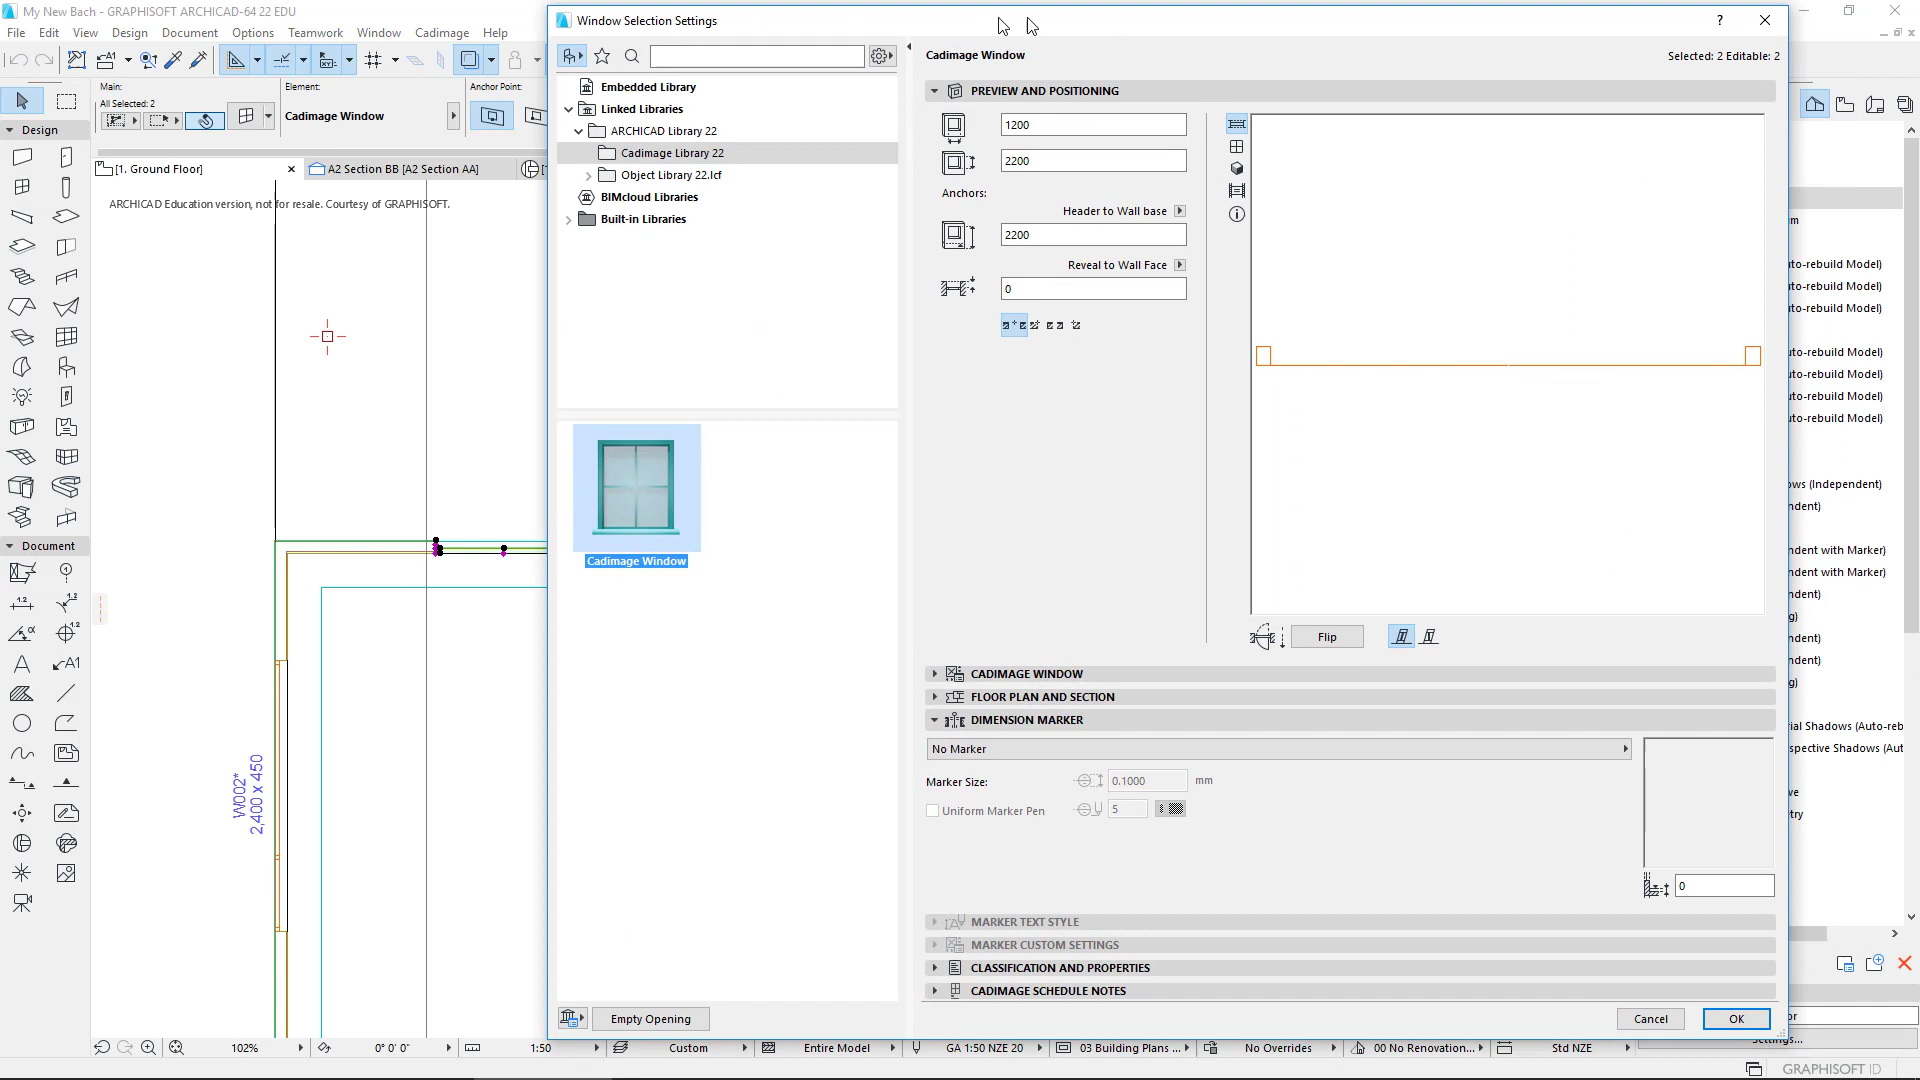 My New Bach - GRAPHISOFT ARCHICAD-64 22 EDU
File Edit View Design Document Options Teamwork Window Cadimage Help
Main:
All Selected: 2
Element:
Cadimage Window
Anchor Point:
Design
[1. Ground Floor]
A2 Section BB [A2 Section AA]
ARCHICAD Education version, not for resale. Courtesy of GRAPHISOFT.
Document
W002*
2,400 x 450
Window Selection Settings
?
Embedded Library
Linked Libraries
ARCHICAD Library 22
Cadimage Library 22
Object Library 22.lcf
BIMcloud Libraries
Built-in Libraries
Cadimage Window
Empty Opening
Cadimage Window
Selected: 2 Editable: 2
PREVIEW AND POSITIONING
1200
2200
Anchors:
Header to Wall base
2200
Reveal to Wall Face
0
Flip
CADIMAGE WINDOW
FLOOR PLAN AND SECTION
DIMENSION MARKER
No Marker
Marker Size:
0.1000 mm
Uniform Marker Pen
5
0
MARKER TEXT STYLE
MARKER CUSTOM SETTINGS
CLASSIFICATION AND PROPERTIES
CADIMAGE SCHEDULE NOTES
Cancel
OK
uto-rebuild Model)
uto-rebuild Model)
uto-rebuild Model)
uto-rebuild Model)
uto-rebuild Model)
uto-rebuild Model)
uto-rebuild Model)
ows (Independent)
ndent)
ndent with Marker)
ndent with Marker)
ndent)
ndent)
ndent)
rial Shadows (Auto-reb
spective Shadows (Aut
etry
Settings...
102%
0° 0' 0"
1:50
Custom
Entire Model
GA 1:50 NZE 20
03 Building Plans ...
No Overrides
00 No Renovation...
Std NZE
GRAPHISOFT ID